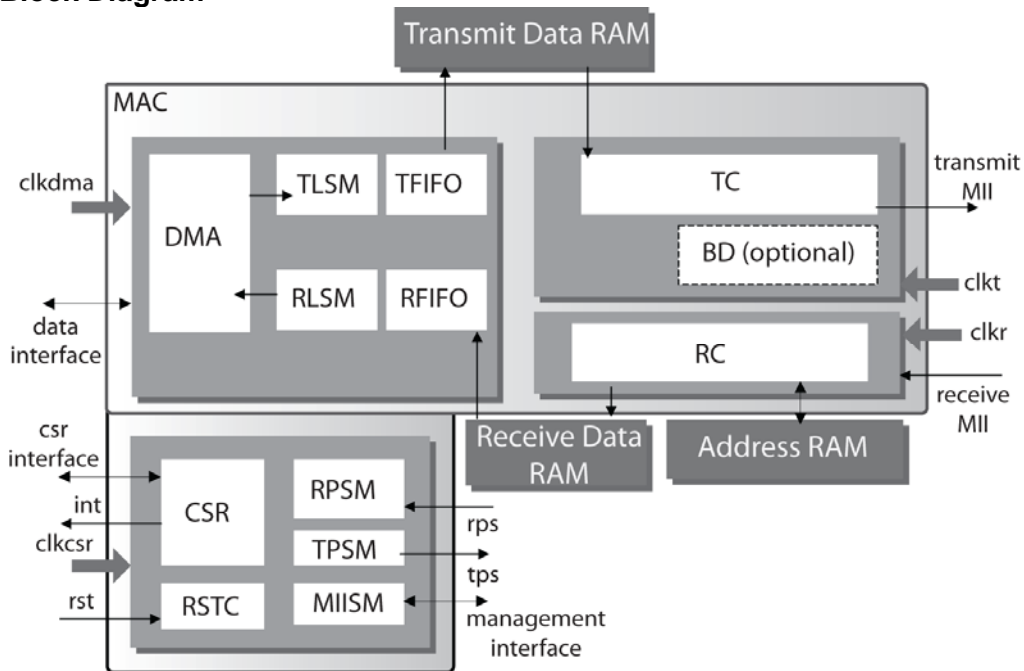 Block Diagram
Transmit Data RAM
MAC
clkdma
TLSM
TFIFO
DMA
RLSM
RFIFO
data
interface
TC
transmit
MII
BD (optional)
clkt
clkr
RC
receive
MII
Receive Data
RAM
Address RAM
csr
interface
int
clkcsr
rst
CSR
RSTC
RPSM
TPSM
MIISM
rps
tps
management
interface